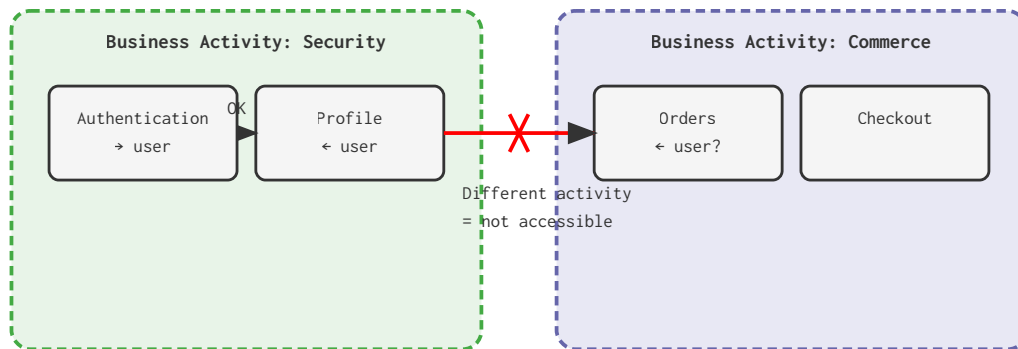 Business Activity: Security
Business Activity: Commerce
OK
Authentication
→ user
Profile
← user
Orders
← user?
Checkout
Different activity
= not accessible